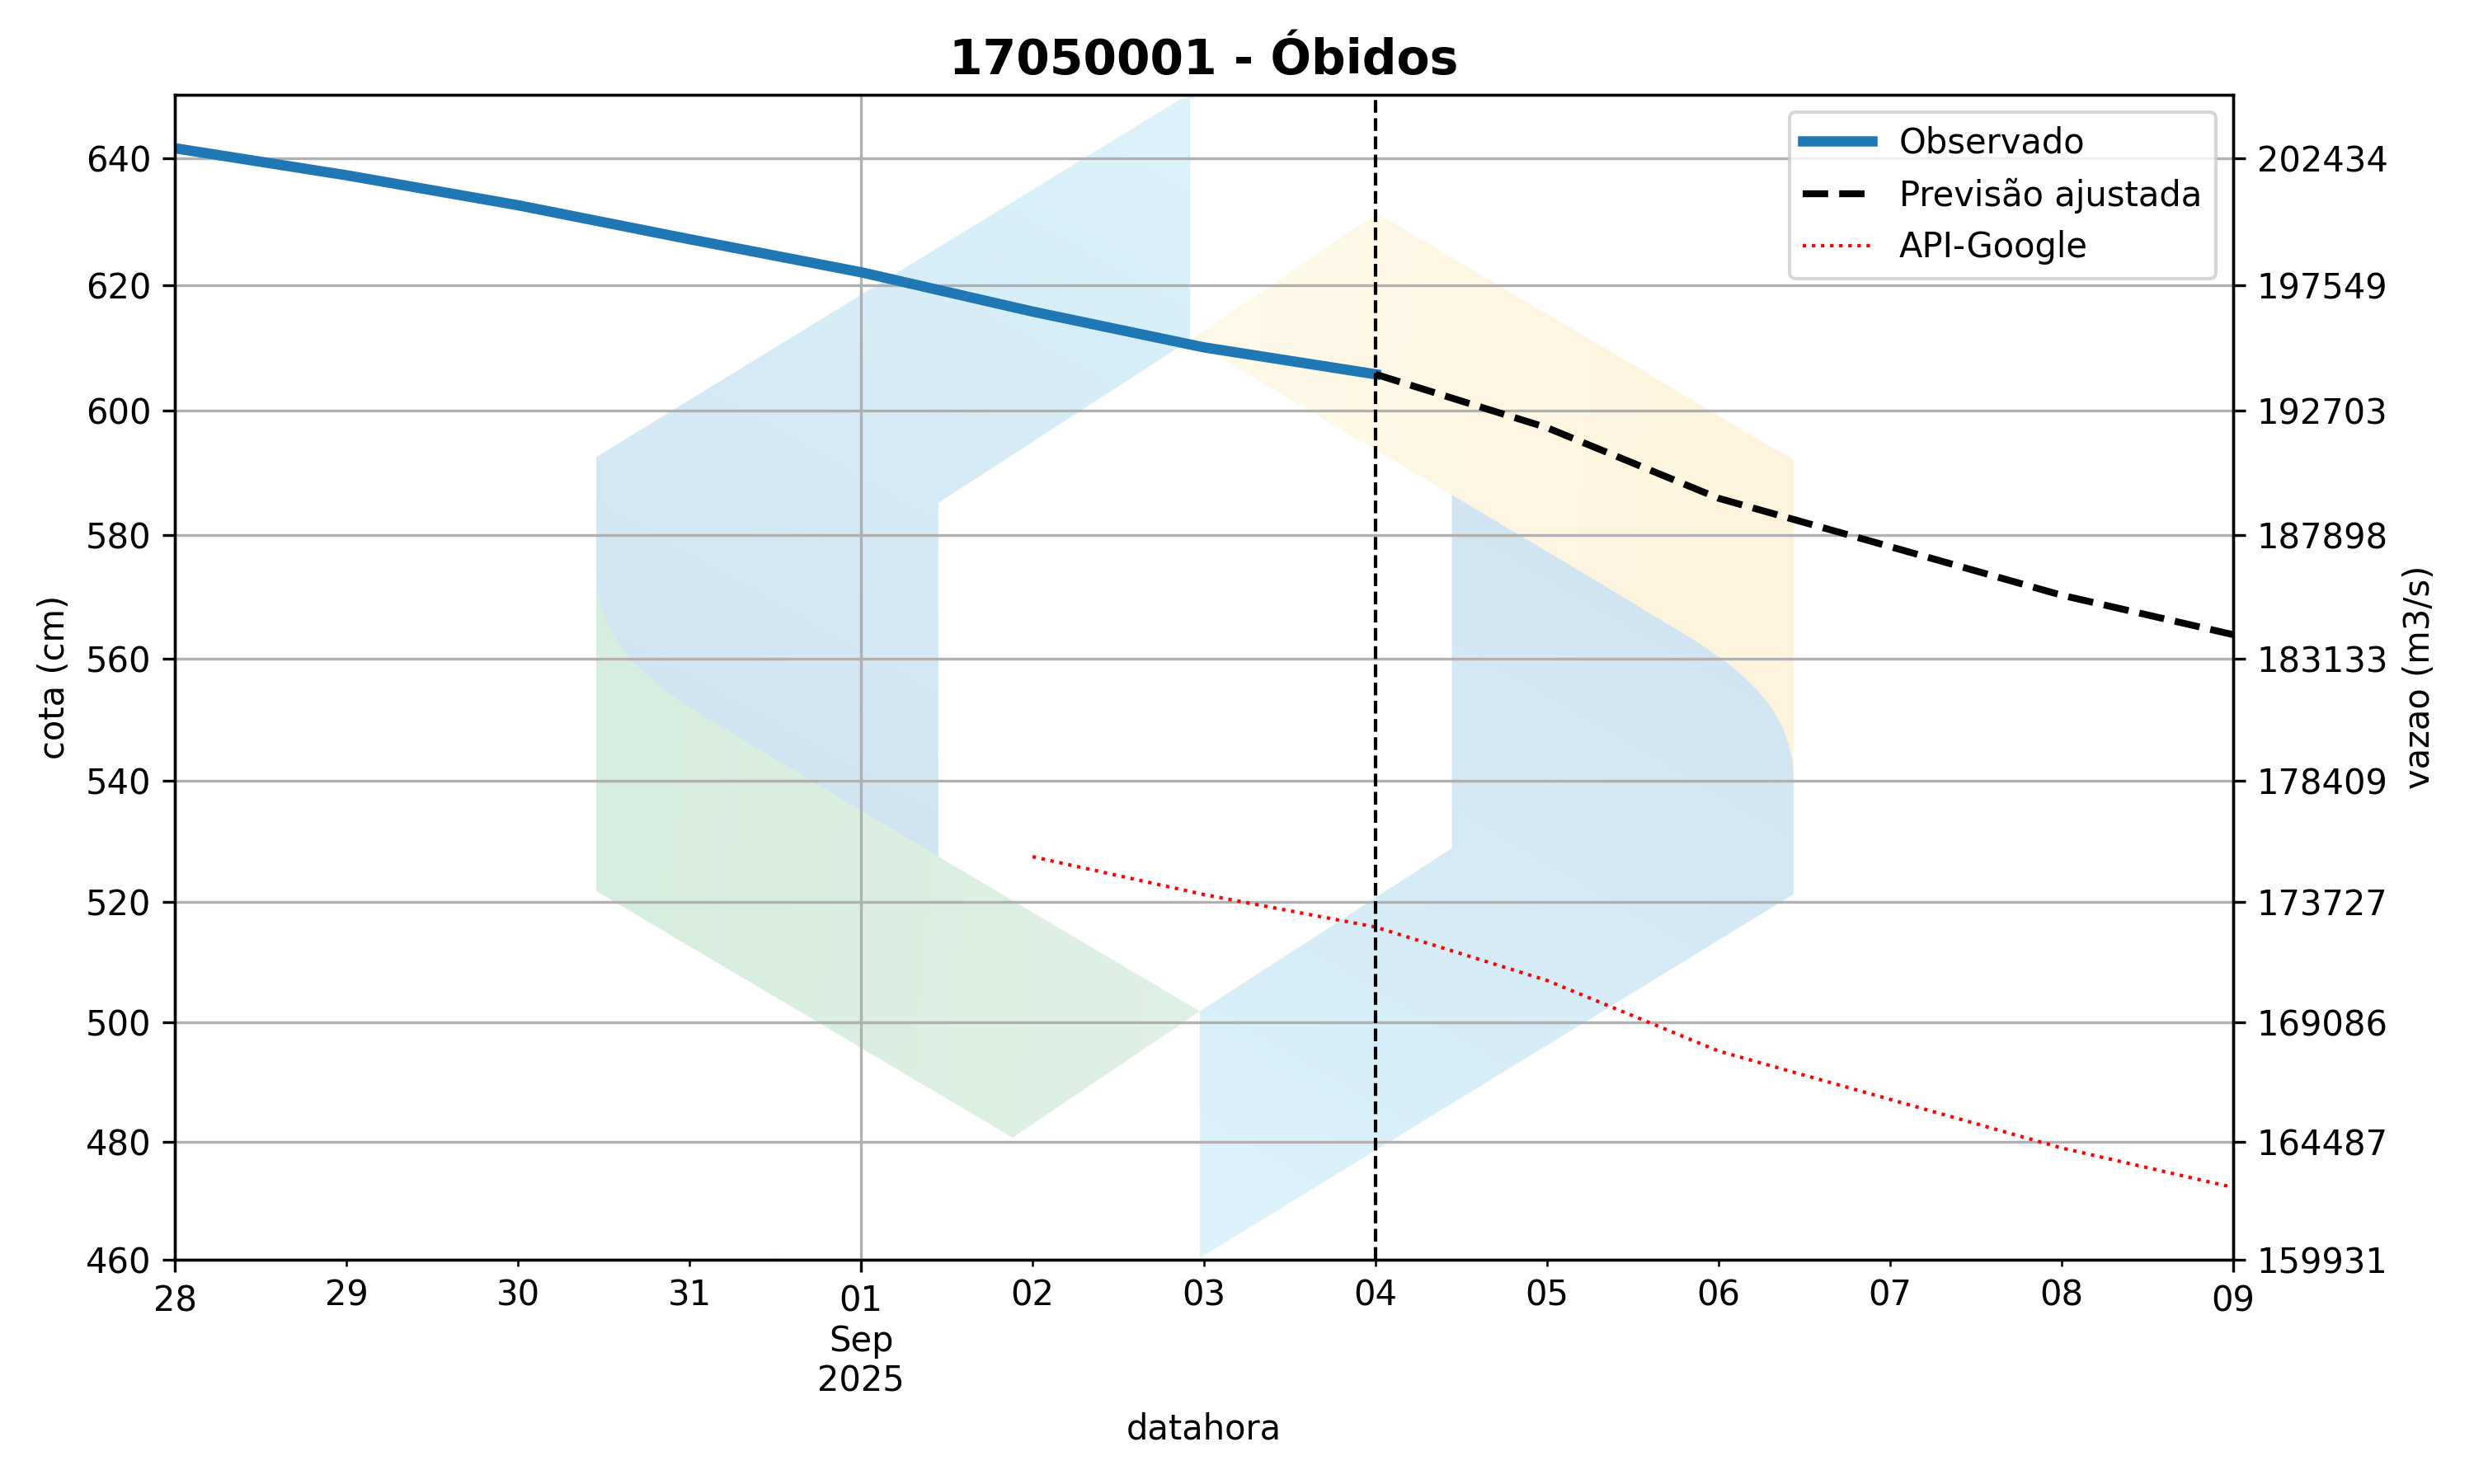 17050001 - Óbidos
Observado
Previsão ajustada
API-Google
640
620
600
580
560
540
520
500
480
460
cota (cm)
202434
197549
192703
187898
183133
178409
173727
169086
164487
159931
vazao (m3/s)
28 29 30 31 01 02 03 04 05 06 07 08 09
Sep
2025
datahora